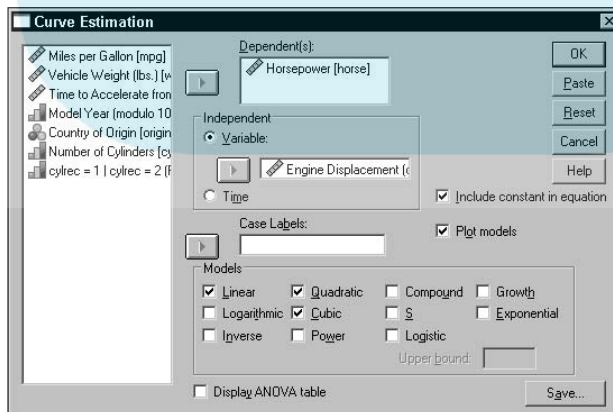 Curve Estimation
Miles per Gallon [mpg]
Vehicle Weight (lbs.) [w
Time to Accelerate from
Model Year (modulo 10
Country of Origin [origin
Number of Cylinders [cy
cylrec = 1 | cylrec = 2 (F
Dependent(s):
Horsepower [horse]
Independent
Variable:
Engine Displacement (c
Time
Case Labels:
OK
Paste
Reset
Cancel
Help
Include constant in equation
Plot models
Models
Linear Quadratic Compound Growth
Logarithmic Cubic S Exponential
Inverse Power Logistic
Upper bound:
Display ANOVA table
Save...